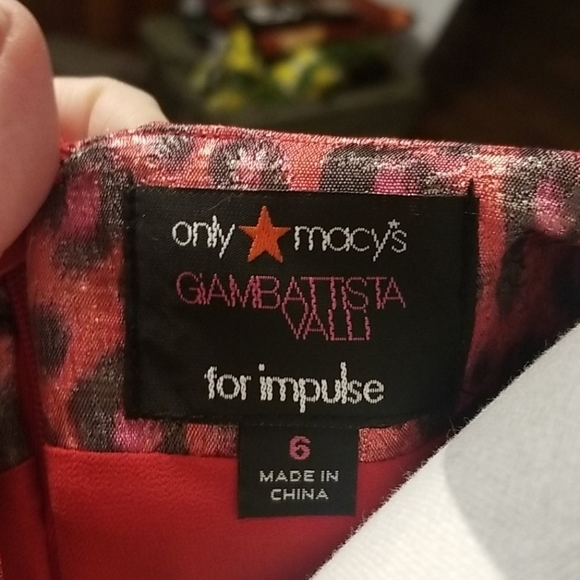 only ★ macy's
GiAMBATTISTA
VALLi
for impulse
6
MADE IN
CHINA